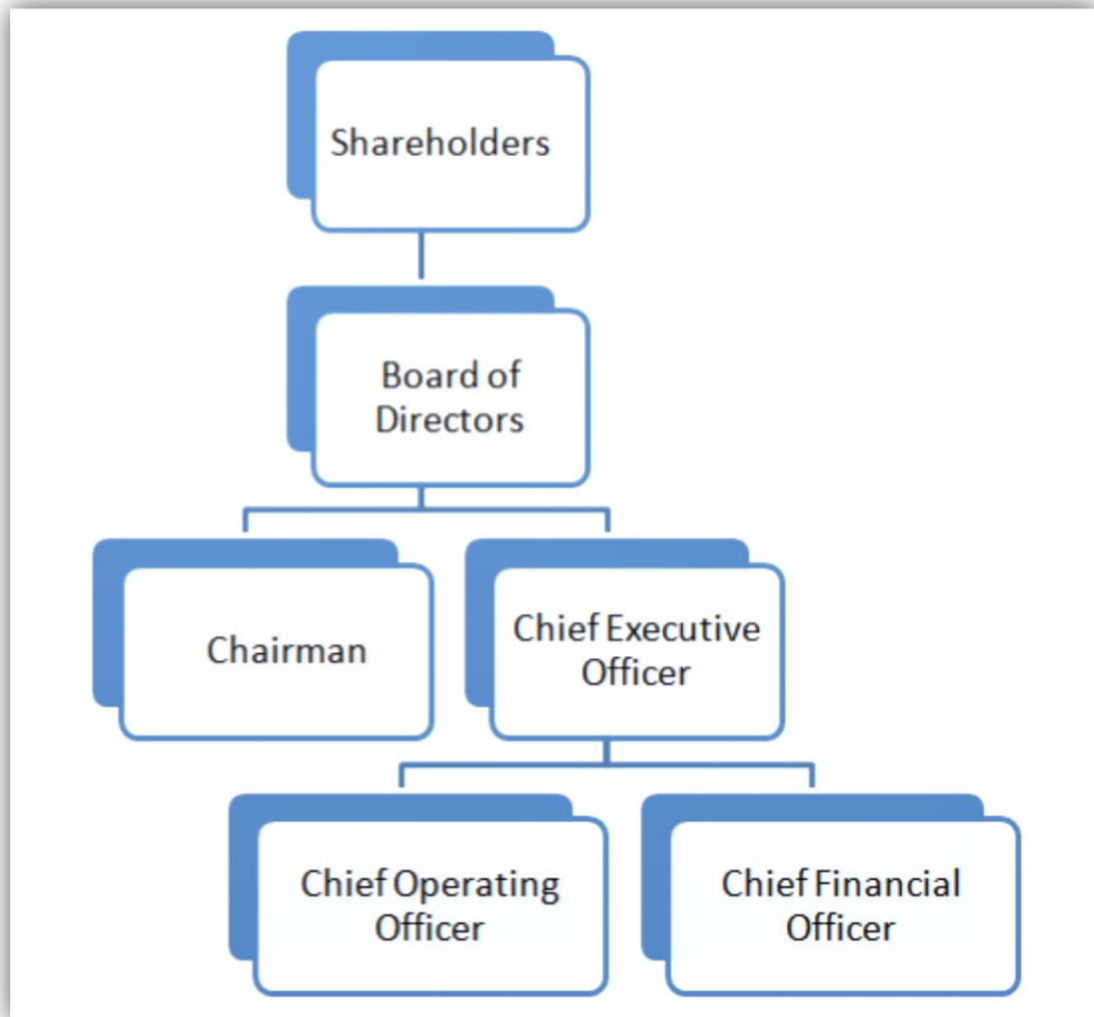 Shareholders
Board of
Directors
Chairman
Chief Executive
Officer
Chief Operating
Officer
Chief Financial
Officer